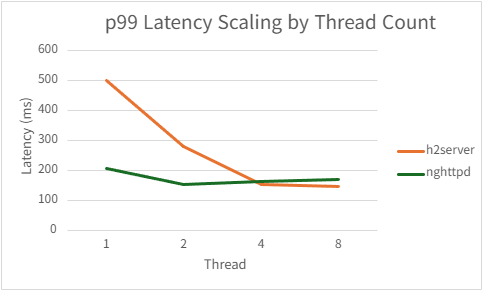 p99 Latency Scaling by Thread Count
600
500
400
300
200
100
0
Latency (ms)
1 2 4 8
Thread
h2server
nghttpd